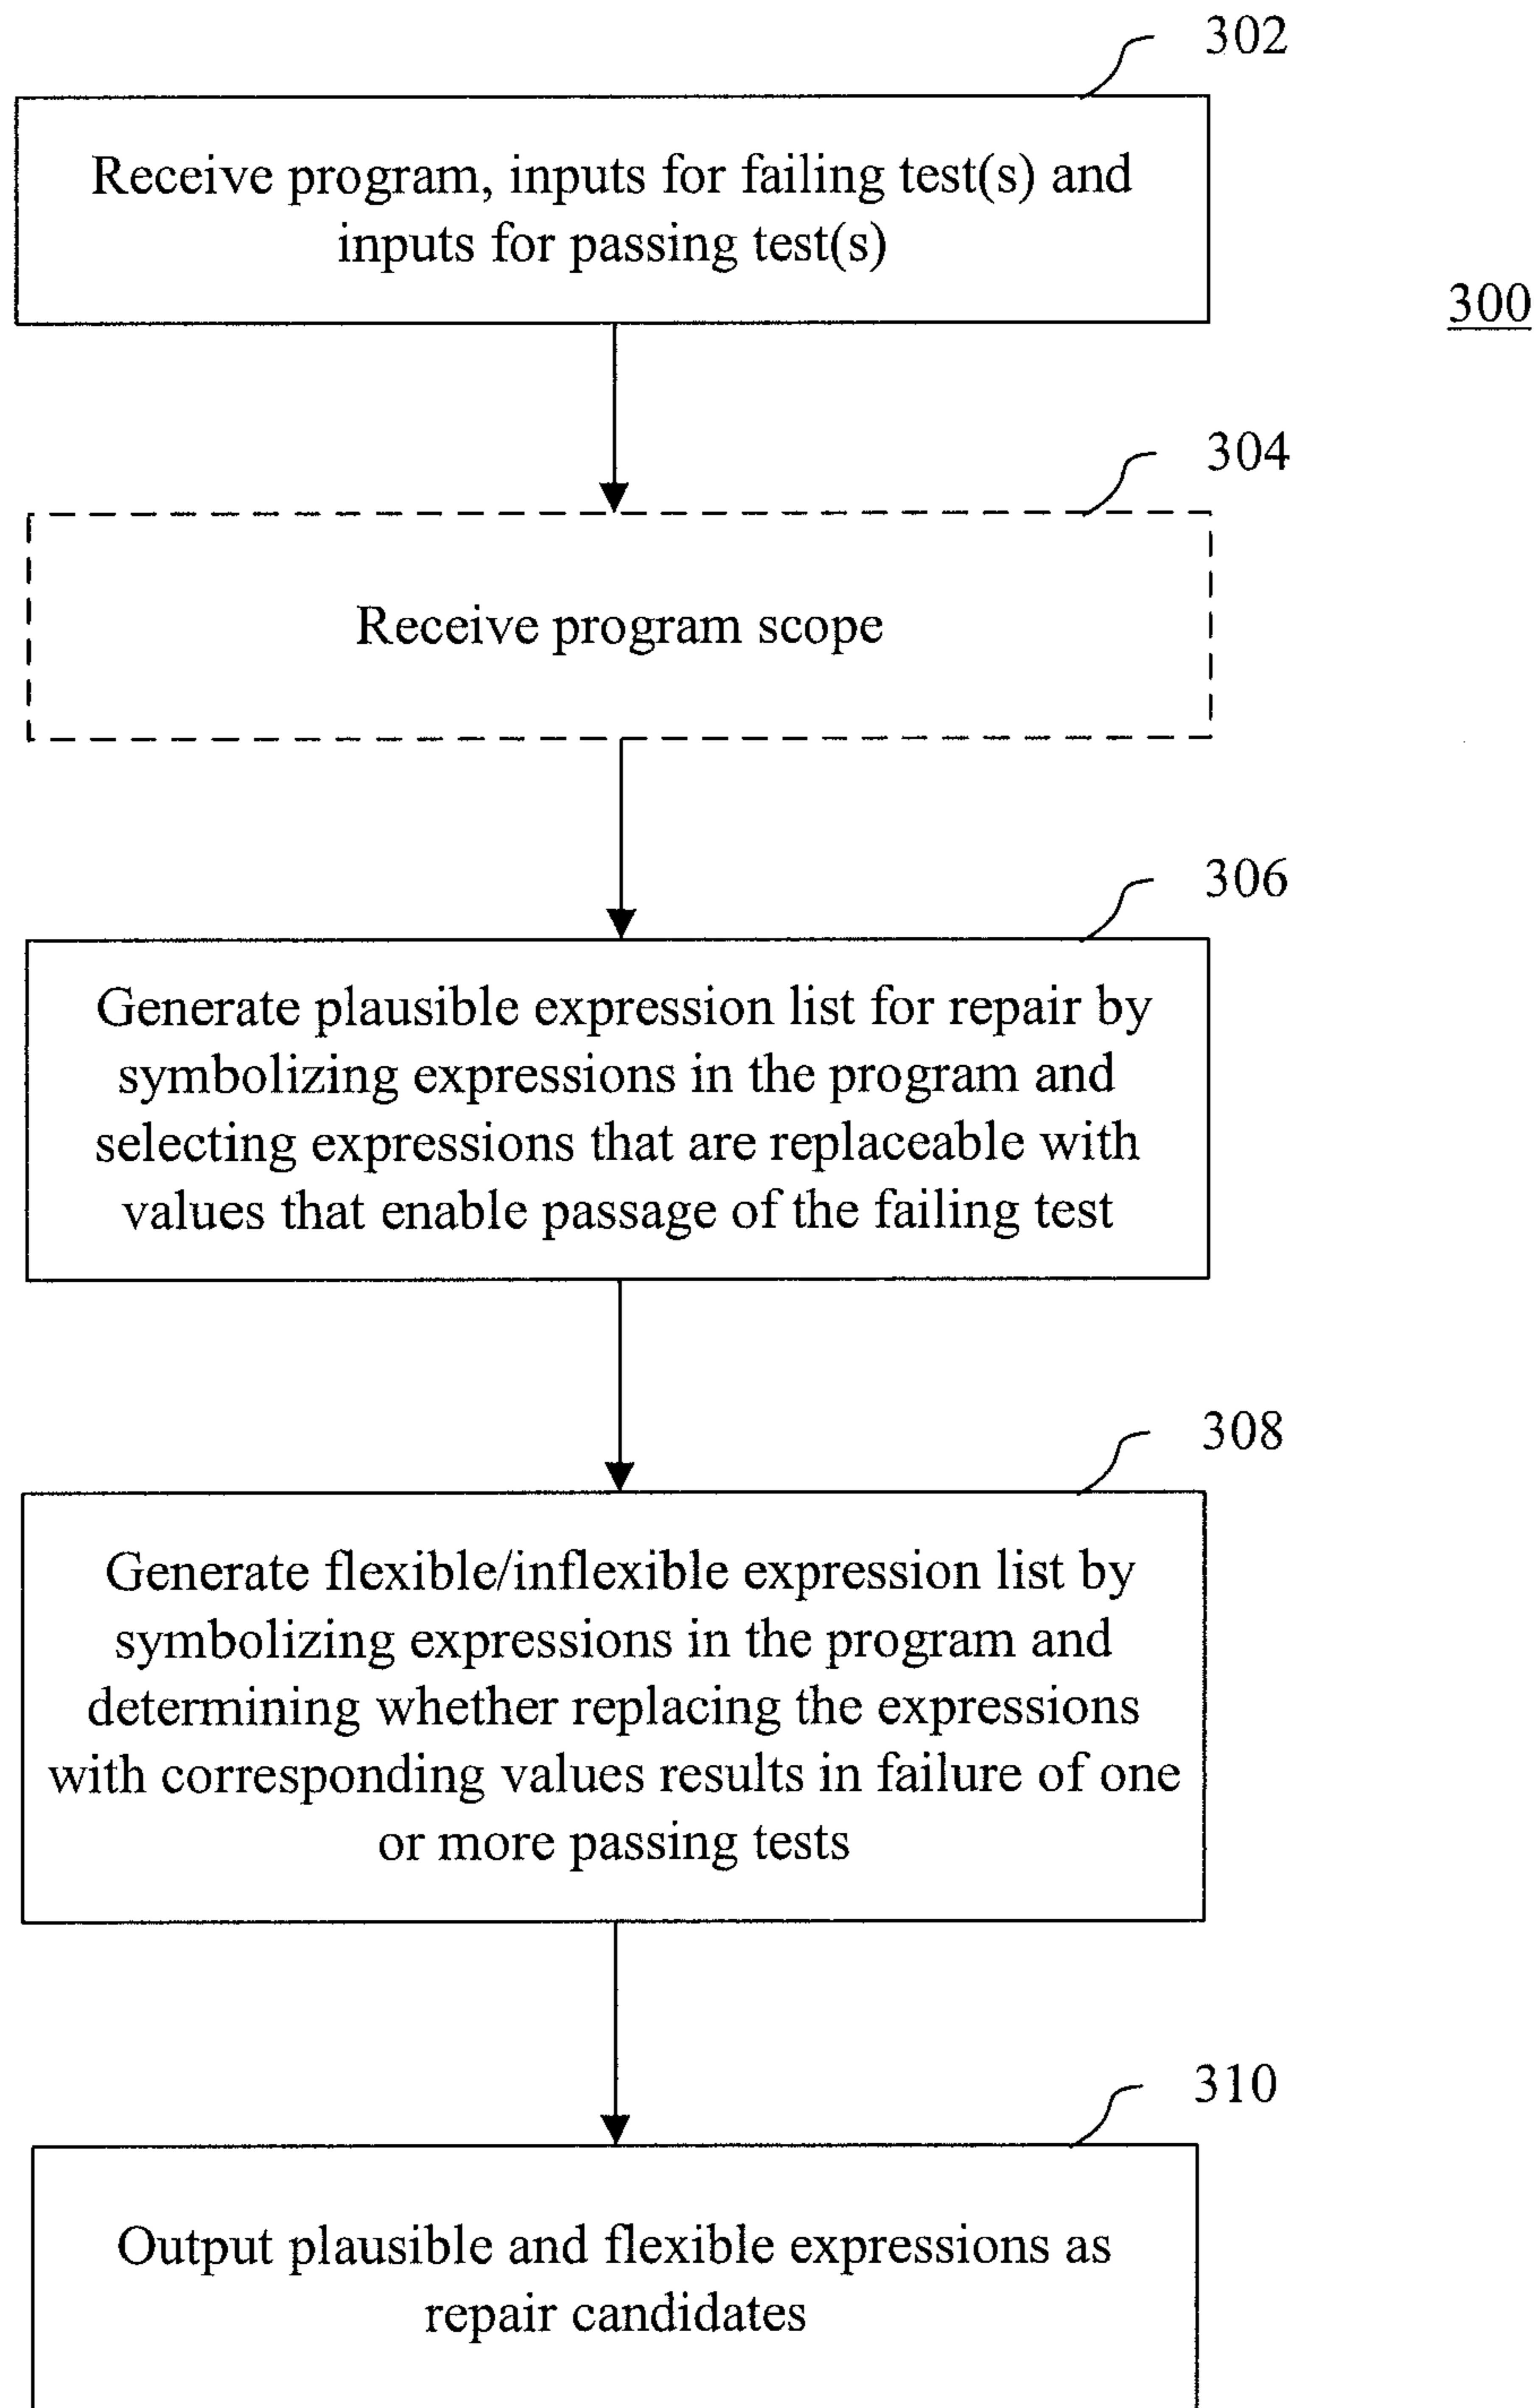 302
Receive program, inputs for failing test(s) and
inputs for passing test(s)
300
304
Receive program scope
306
Generate plausible expression list for repair by
symbolizing expressions in the program and
selecting expressions that are replaceable with
values that enable passage of the failing test
308
Generate flexible/inflexible expression list by
symbolizing expressions in the program and
determining whether replacing the expressions
with corresponding values results in failure of one
or more passing tests
310
Output plausible and flexible expressions as
repair candidates